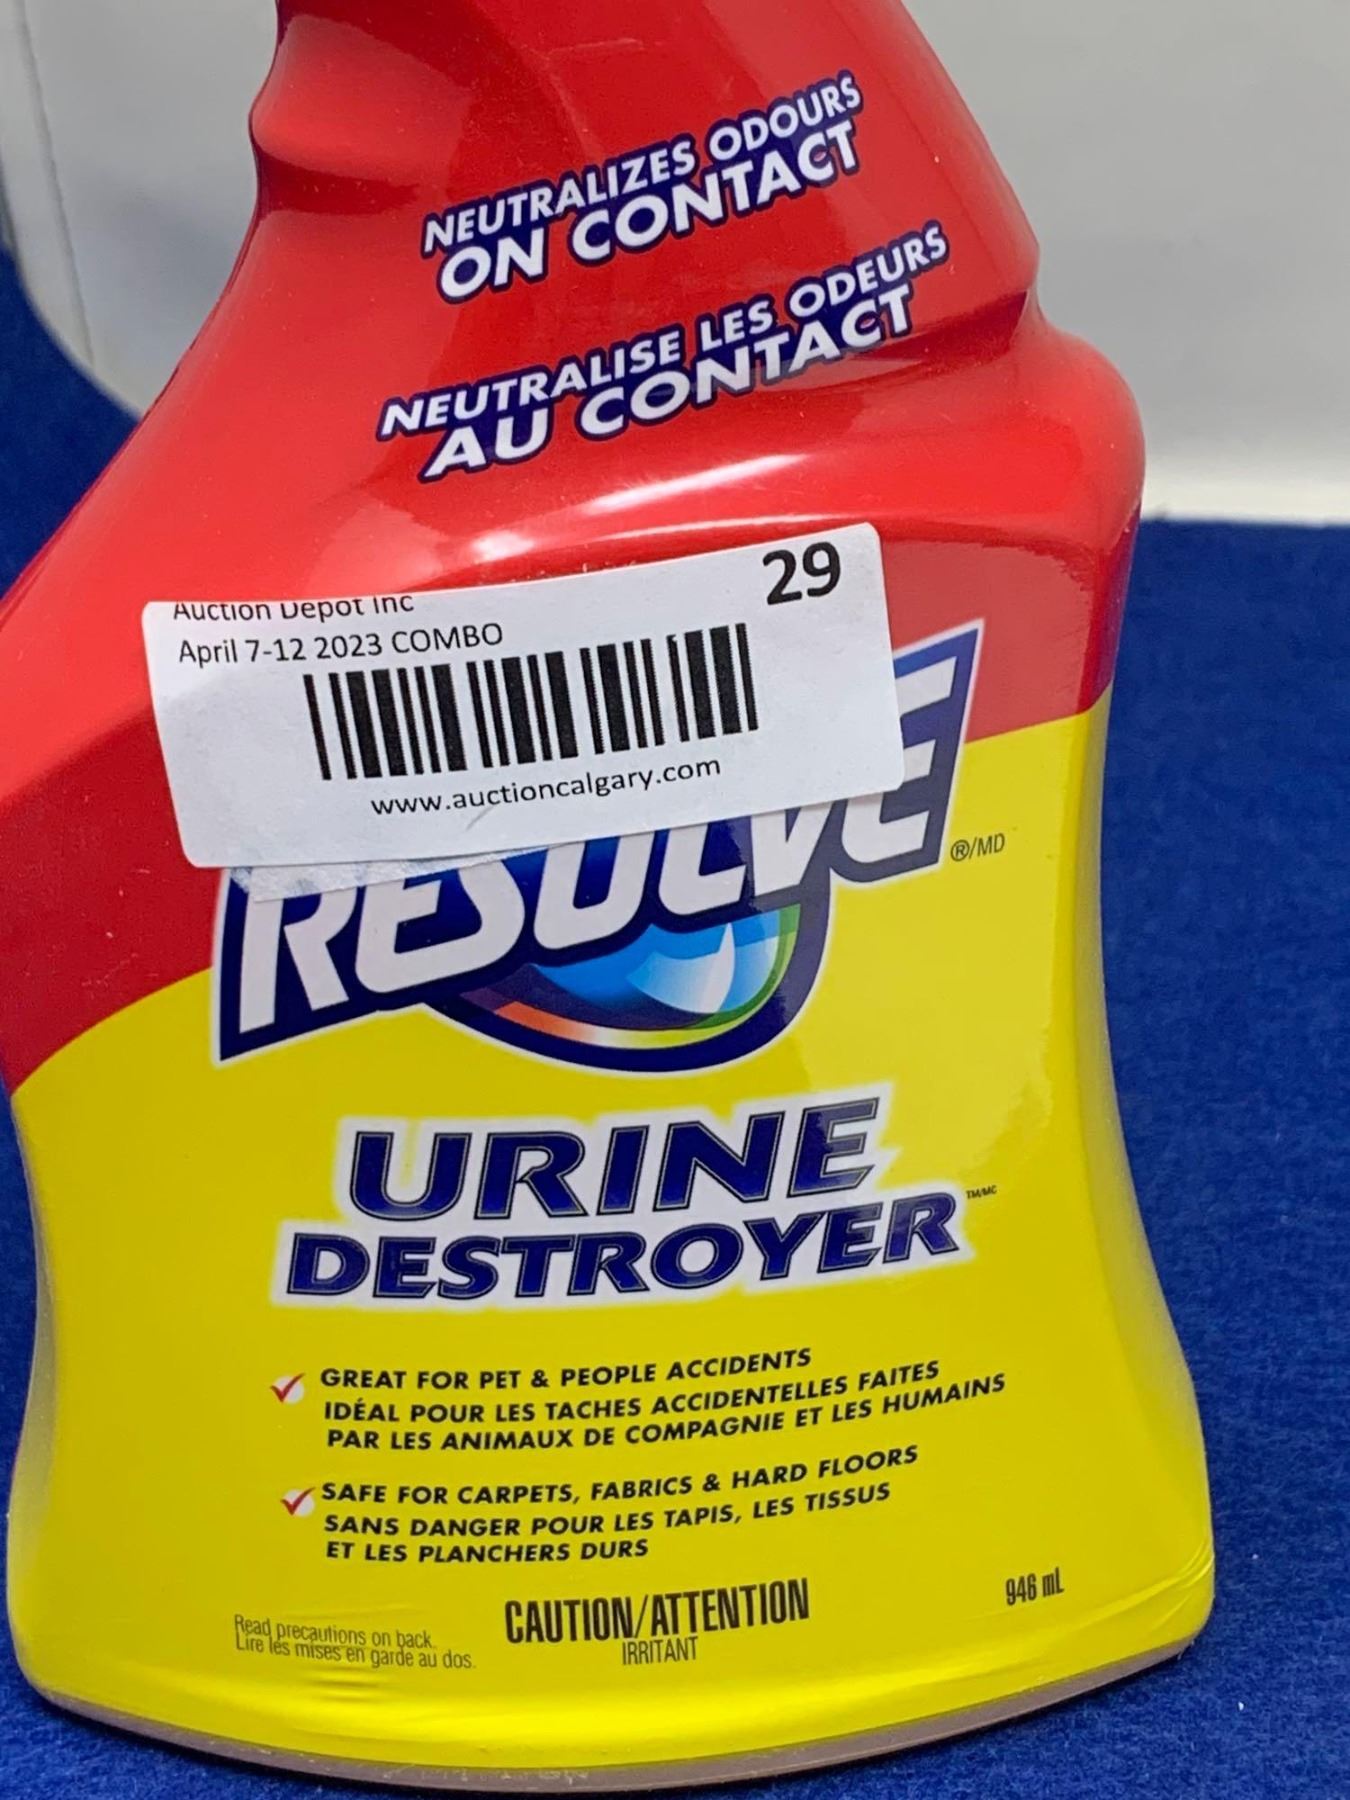 NEUTRALIZES ODOURS
ON CONTACT
NEUTRALISE LES ODEURS
AU CONTACT
29
Auction Depot Inc
April 7-12 2023 COMBO
www.auctioncalgary.com
RESOLVE
®/MD
URINE
DESTROYER TM/MC
GREAT FOR PET & PEOPLE ACCIDENTS
IDÉAL POUR LES TACHES ACCIDENTELLES FAITES
PAR LES ANIMAUX DE COMPAGNIE ET LES HUMAINS
SAFE FOR CARPETS, FABRICS & HARD FLOORS
SANS DANGER POUR LES TAPIS, LES TISSUS
ET LES PLANCHERS DURS
946 mL
CAUTION/ATTENTION
IRRITANT
Read precautions on back.
Lire les mises en garde au dos.